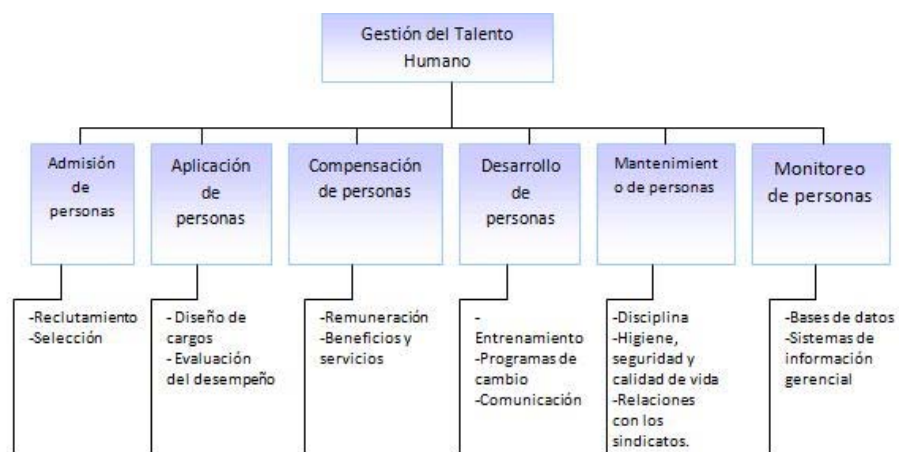 Gestión del Talento
Humano
Admisión
de
personas
Aplicación
de
personas
Compensación
de personas
Desarrollo
de
personas
Mantenimient
o de personas
Monitoreo
de personas
-Reclutamiento
-Selección
- Diseño de
cargos
- Evaluación
del desempeño
-Remuneración
-Beneficios y
servicios
-
Entrenamiento
-Programas de
cambio
-Comunicación
-Disciplina
-Higiene,
seguridad y
calidad de vida
-Relaciones
con los
sindicatos.
-Bases de datos
-Sistemas de
información
gerencial